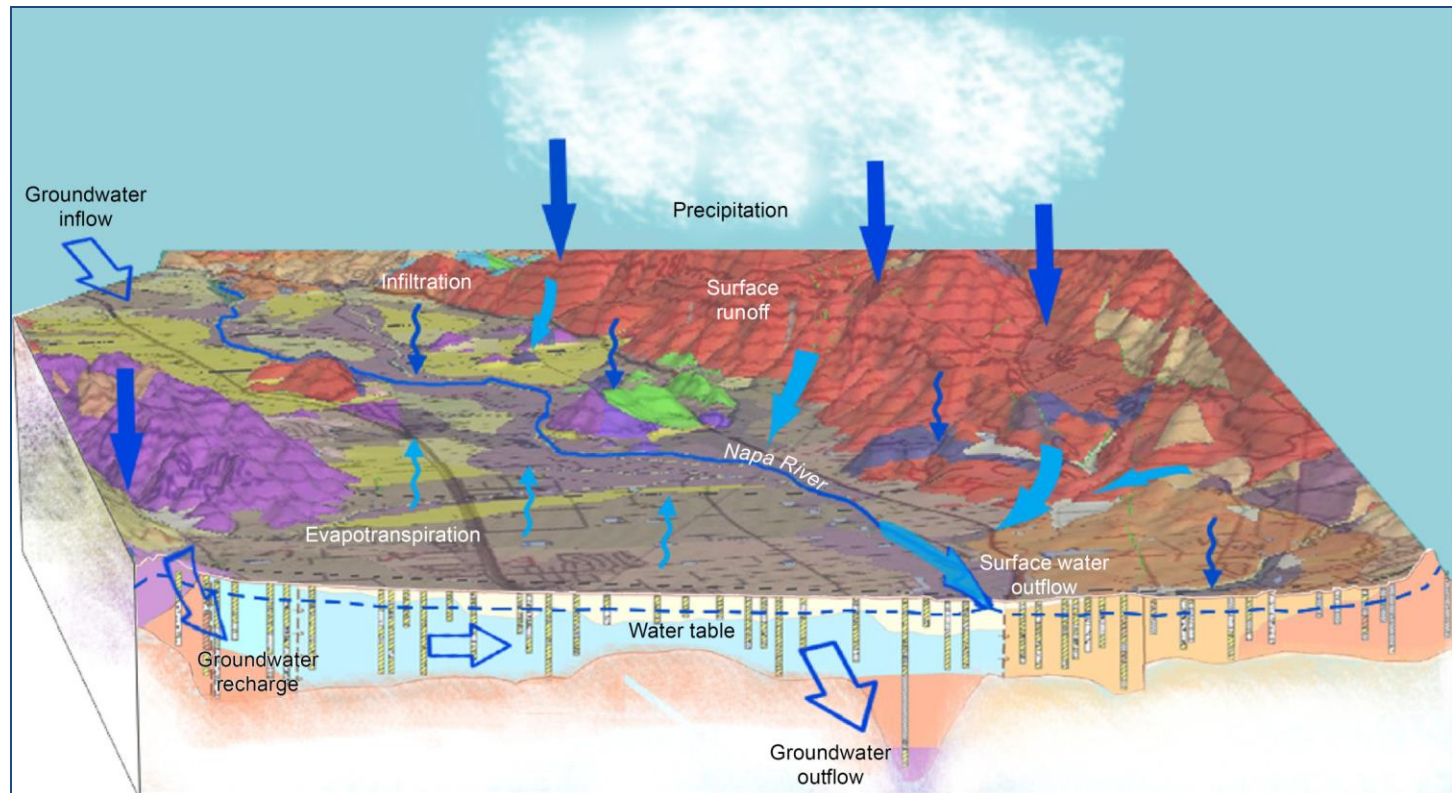 Groundwater
inflow
Precipitation
Infiltration
Surface
runoff
Napa River
Evapotranspiration
Surface water
outflow
Water table
Groundwater
recharge
Groundwater
outflow